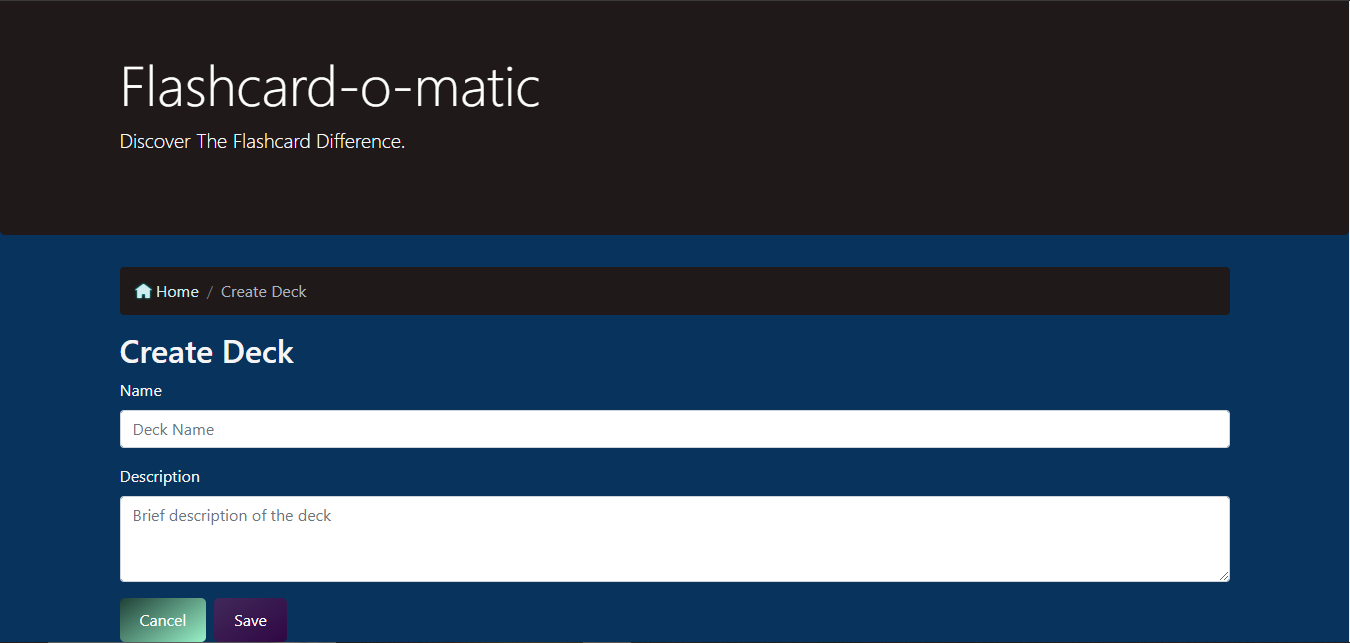 Flashcard-o-matic
Discover The Flashcard Difference.
Home / Create Deck
Create Deck
Name
Deck Name
Description
Brief description of the deck
Cancel Save